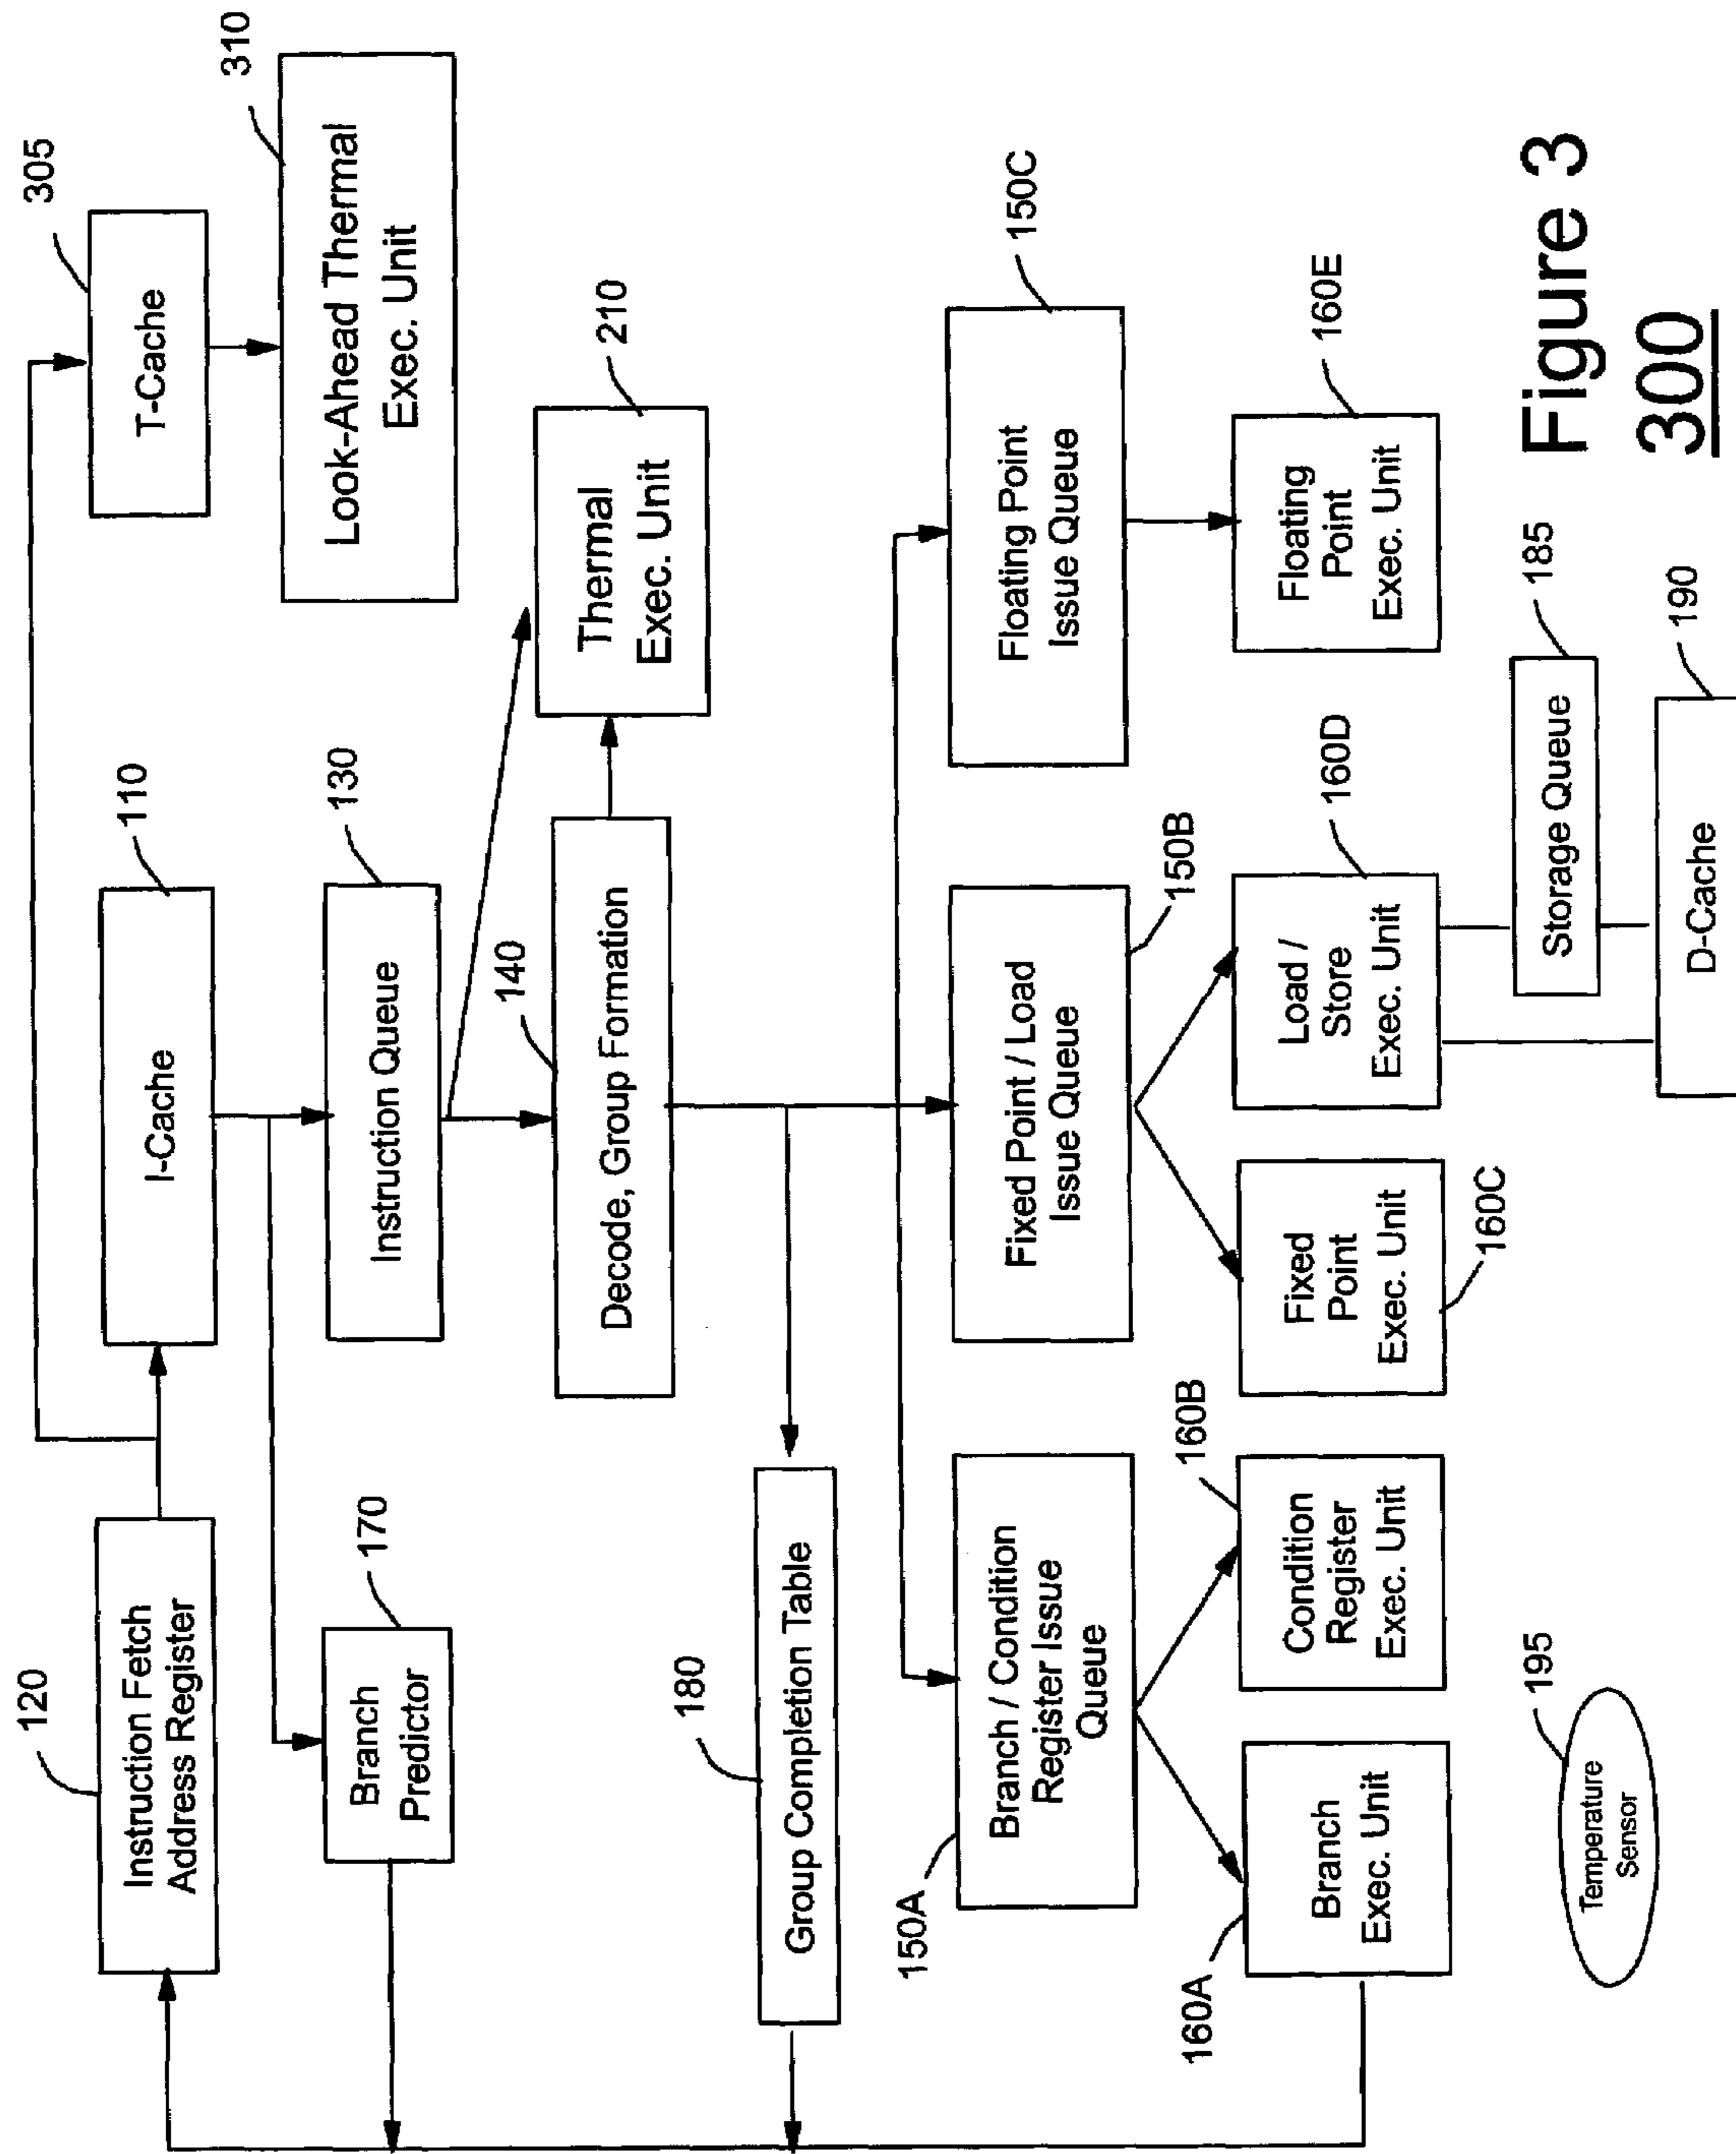 120
Instruction Fetch
Address Register
I-Cache
110
T-Cache
305
Look-Ahead Thermal
Exec. Unit
310
Branch
Predictor
170
Instruction Queue
130
140
Decode, Group Formation
Thermal
Exec. Unit
210
180
Group Completion Table
150A
Branch / Condition
Register Issue
Queue
Fixed Point / Load
Issue Queue
150B
Floating Point
Issue Queue
150C
160A
Branch
Exec. Unit
Condition
Register
Exec. Unit
160B
Fixed
Point
Exec. Unit
160C
Load /
Store
Exec. Unit
160D
Floating
Point
Exec. Unit
160E
Temperature
Sensor
195
Storage Queue
185
D-Cache
190
Figure 3
300